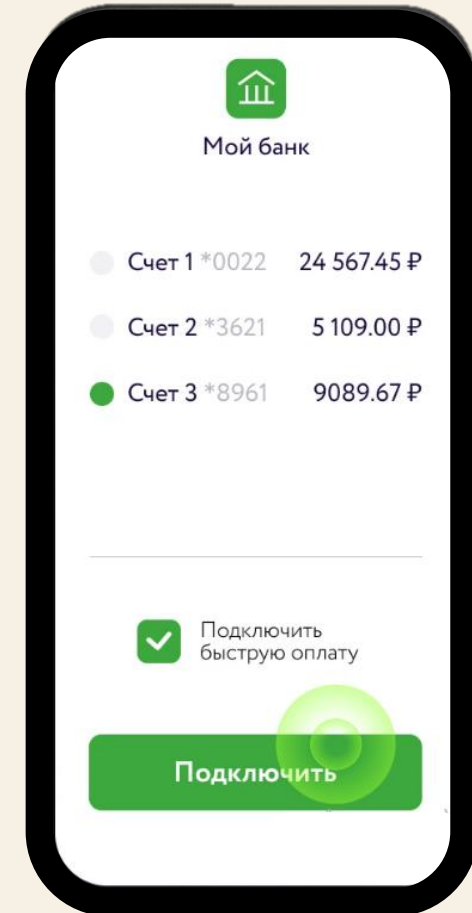 Мой банк
Счет 1 *0022 24 567.45 ₽
Счет 2 *3621 5 109.00 ₽
Счет 3 *8961 9089.67 ₽
Подключить
быструю оплату
Подключить